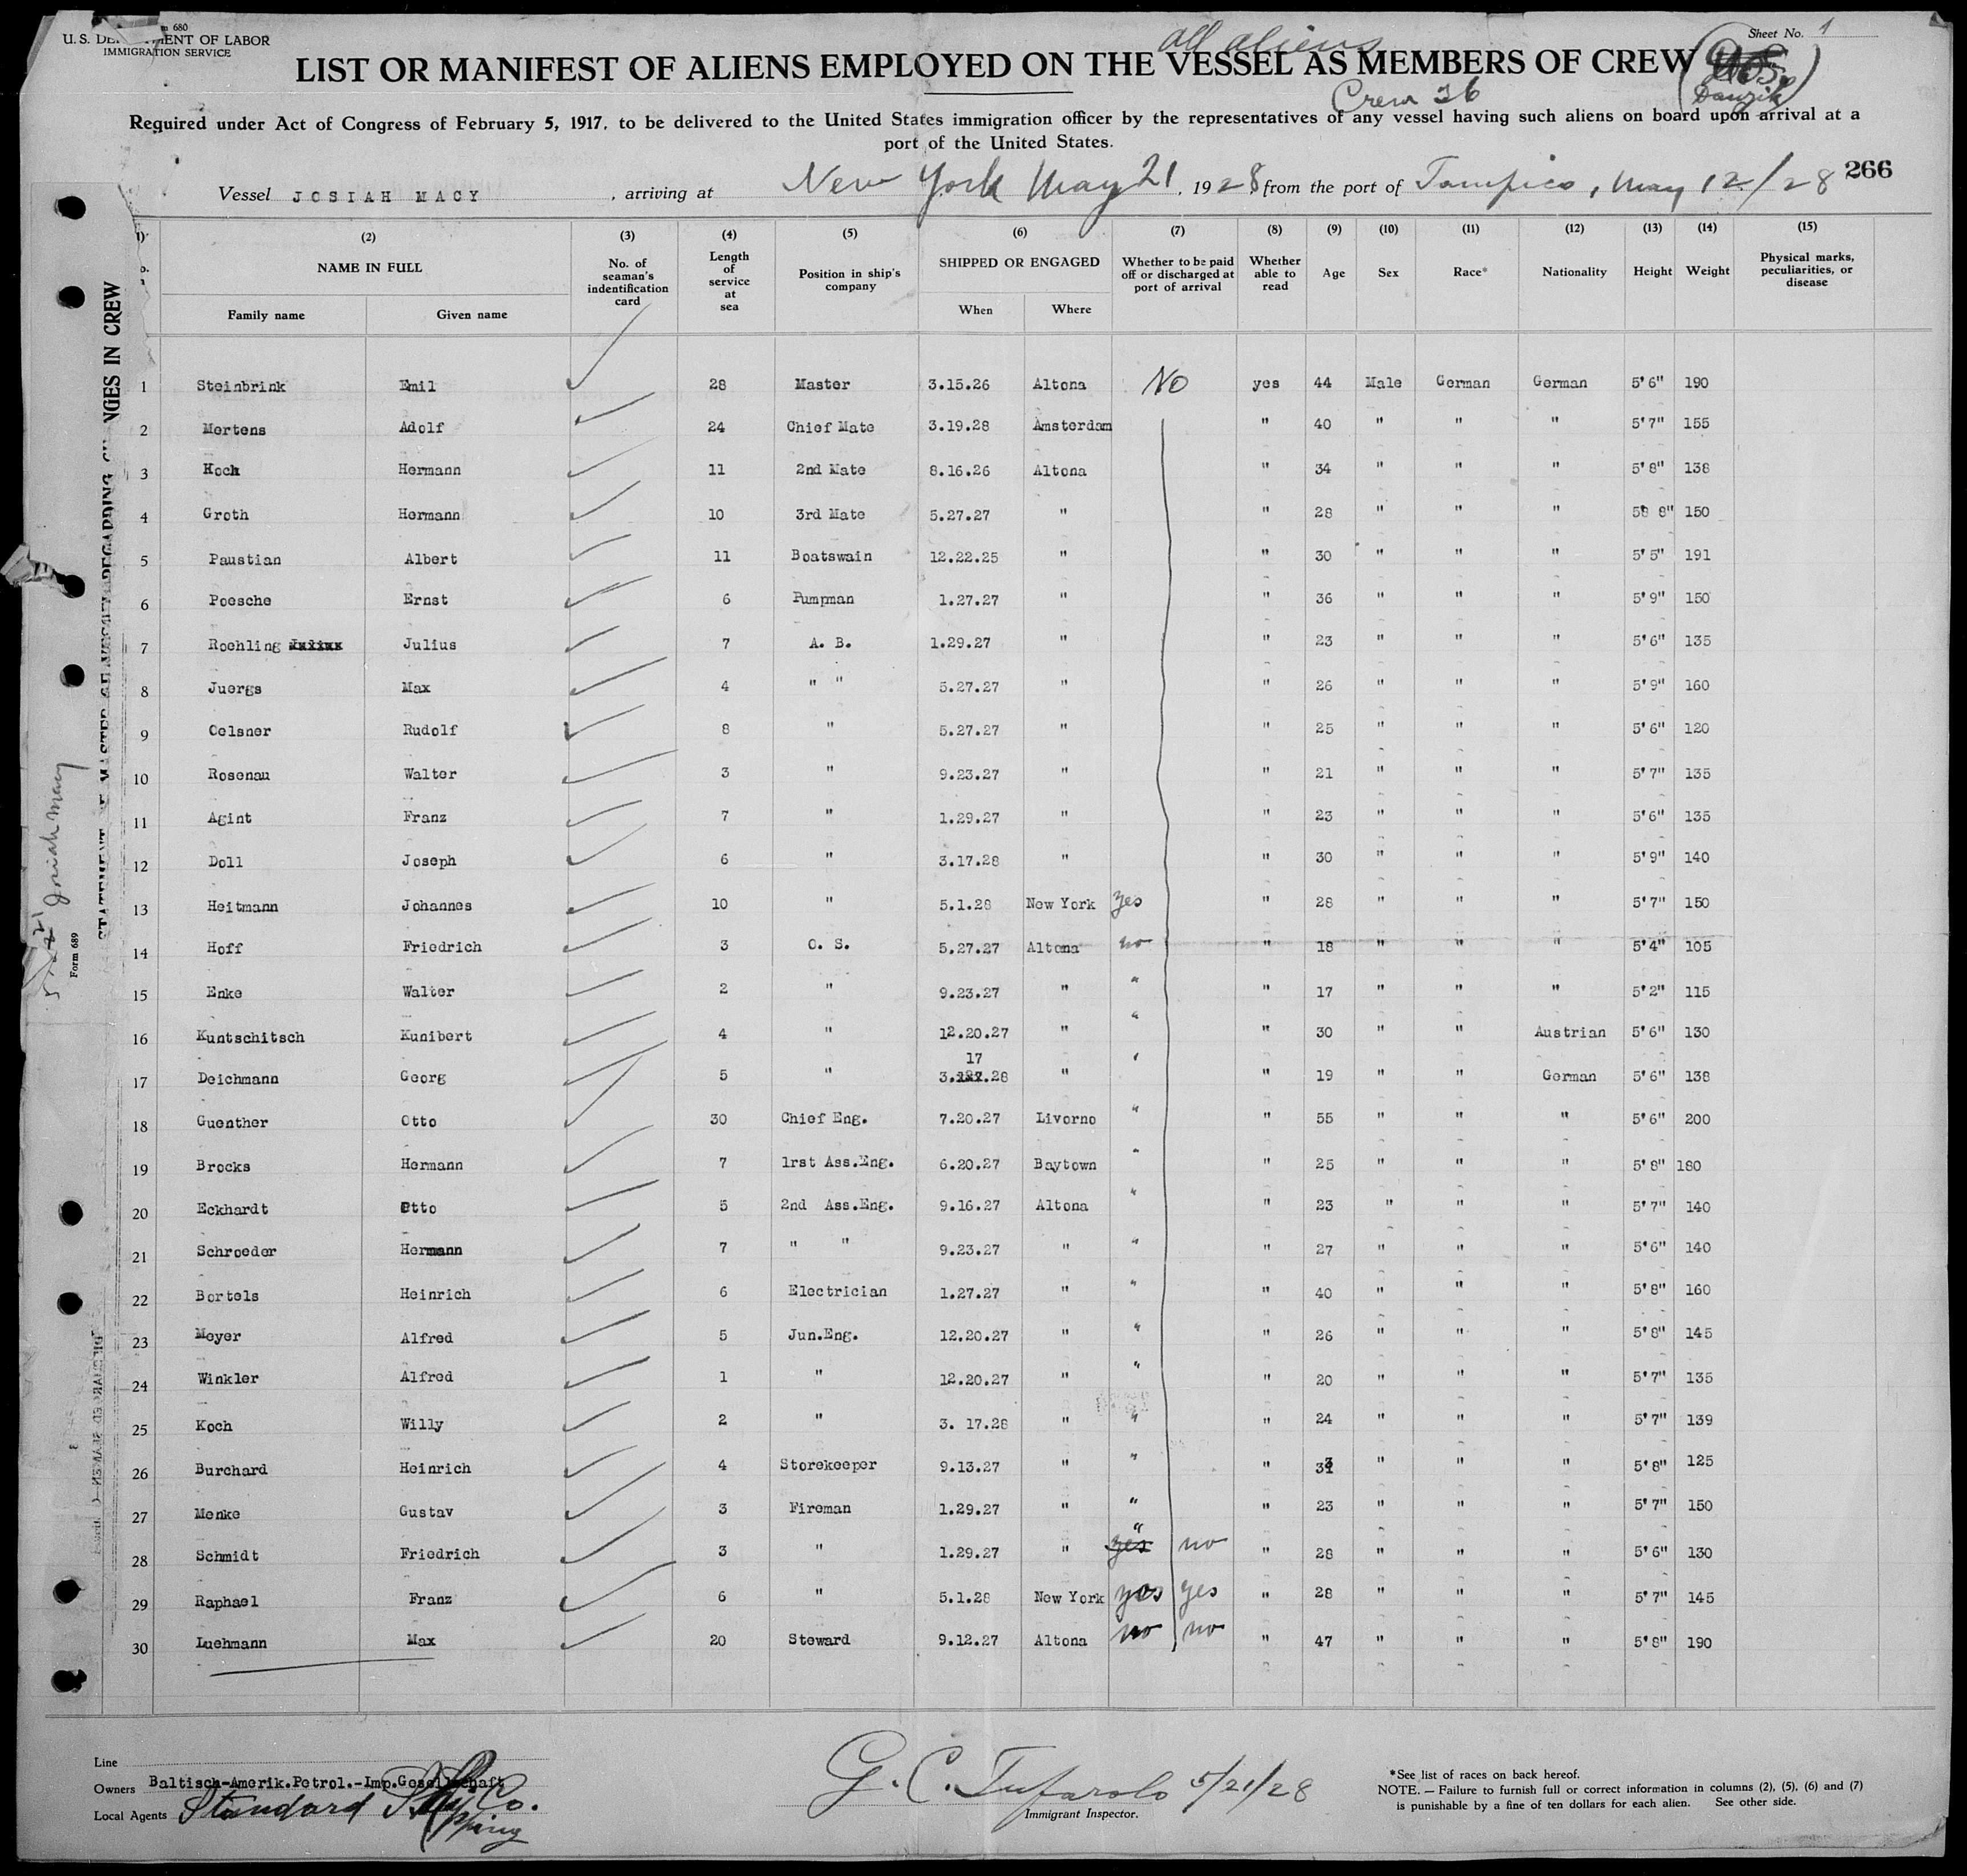 m 680
U. S. DE MENT OF LABOR
IMMIGRATION SERVICE
Sheet No. 1
all aliens
LIST OR MANIFEST OF ALIENS EMPLOYED ON THE VESSEL AS MEMBERS OF CREW
Danzik
Crew 36
Required under Act of Congress of February 5, 1917, to be delivered to the United States immigration officer by the representatives of any vessel having such aliens on board upon arrival at a
port of the United States.
266
Vessel JOSIAH MACY , arriving at New York May 21, 1928, from the port of Tampico, May 12/28
(2) (3) (4) (5) (6) (7) (8) (9) (10) (11) (12) (13) (14) (15)
NAME IN FULL No. of seaman's indentification card Length of service at sea Position in ship's company SHIPPED OR ENGAGED Whether to be paid off or discharged at port of arrival Whether able to read Age Sex Race* Nationality Height Weight Physical marks, peculiarities, or disease
Family name Given name When Where
1 Steinbrink Emil 28 Master 3.15.26 Altona No yes 44 Male German German 5'6" 190
2 Mertens Adolf 24 Chief Mate 3.19.28 Amsterdam " 40 " " " 5'7" 155
3 Koch Hermann 11 2nd Mate 8.16.26 Altona " 34 " " " 5'8" 138
4 Groth Hermann 10 3rd Mate 5.27.27 " " 28 " " " 5' 8" 150
5 Paustian Albert 11 Boatswain 12.22.25 " " 30 " " " 5'5" 191
6 Poesche Ernst 6 Pumpman 1.27.27 " " 36 " " " 5'9" 150
7 Roehling Julius 7 A. B. 1.29.27 " " 23 " " " 5'6" 135
8 Juergs Max 4 " " 5.27.27 " " 26 " " " 5'9" 160
9 Oelsner Rudolf 8 " 5.27.27 " " 25 " " " 5'6" 120
10 Rosenau Walter 3 " 9.23.27 " " 21 " " " 5'7" 135
11 Agint Franz 7 " 1.29.27 " " 23 " " " 5'6" 135
12 Doll Joseph 6 " 3.17.28 " " 30 " " " 5'9" 140
13 Heitmann Johannes 10 " 5.1.28 New York yes " 28 " " " 5'7" 150
14 Hoff Friedrich 3 O. S. 5.27.27 Altona no " 18 " " " 5'4" 105
15 Enke Walter 2 " 9.23.27 " " " 17 " " " 5'2" 115
16 Kuntschitsch Kunibert 4 " 12.20.27 " " " 30 " " Austrian 5'6" 130
17
17 Deichmann Georg 5 " 3. .28 " " " 19 " " German 5'6" 138
18 Guenther Otto 30 Chief Eng. 7.20.27 Livorno " " 55 " " " 5'6" 200
19 Brocks Hermann 7 1rst Ass.Eng. 6.20.27 Baytown " " 25 " " " 5'8" 180
20 Eckhardt Otto 5 2nd Ass.Eng. 9.16.27 Altona " " 23 " " " 5'7" 140
21 Schroeder Hermann 7 " " 9.23.27 " " " 27 " " " 5'6" 140
22 Bortels Heinrich 6 Electrician 1.27.27 " " " 40 " " " 5'8" 160
23 Meyer Alfred 5 Jun.Eng. 12.20.27 " " " 26 " " " 5'8" 145
24 Winkler Alfred 1 " 12.20.27 " " " 20 " " " 5'7" 135
25 Koch Willy 2 " 3. 17.28 " " " 24 " " " 5'7" 139
26 Burchard Heinrich 4 Storekeeper 9.13.27 " " " " " " 5'8" 125
27 Menke Gustav 3 Fireman 1.29.27 " " " 23 " " " 5'7" 150
28 Schmidt Friedrich 3 " 1.29.27 " " yes no " 28 " " " 5'6" 130
29 Raphael Franz 6 " 5.1.28 New York yes yes " 28 " " " 5'7" 145
30 Luehmann Max 20 Steward 9.12.27 Altona no no " 47 " " " 5'8" 190
Line
Owners Baltisch-Amerik.Petrol.-Imp.Gesellschaft
Local Agents Standard Shipping Co.
G. C. Tufarolo 5/21/28
Immigrant Inspector.
*See list of races on back hereof.
NOTE. — Failure to furnish full or correct information in columns (2), (5), (6) and (7)
is punishable by a fine of ten dollars for each alien. See other side.
NGES IN CREW
Josiah Macy
Form 689